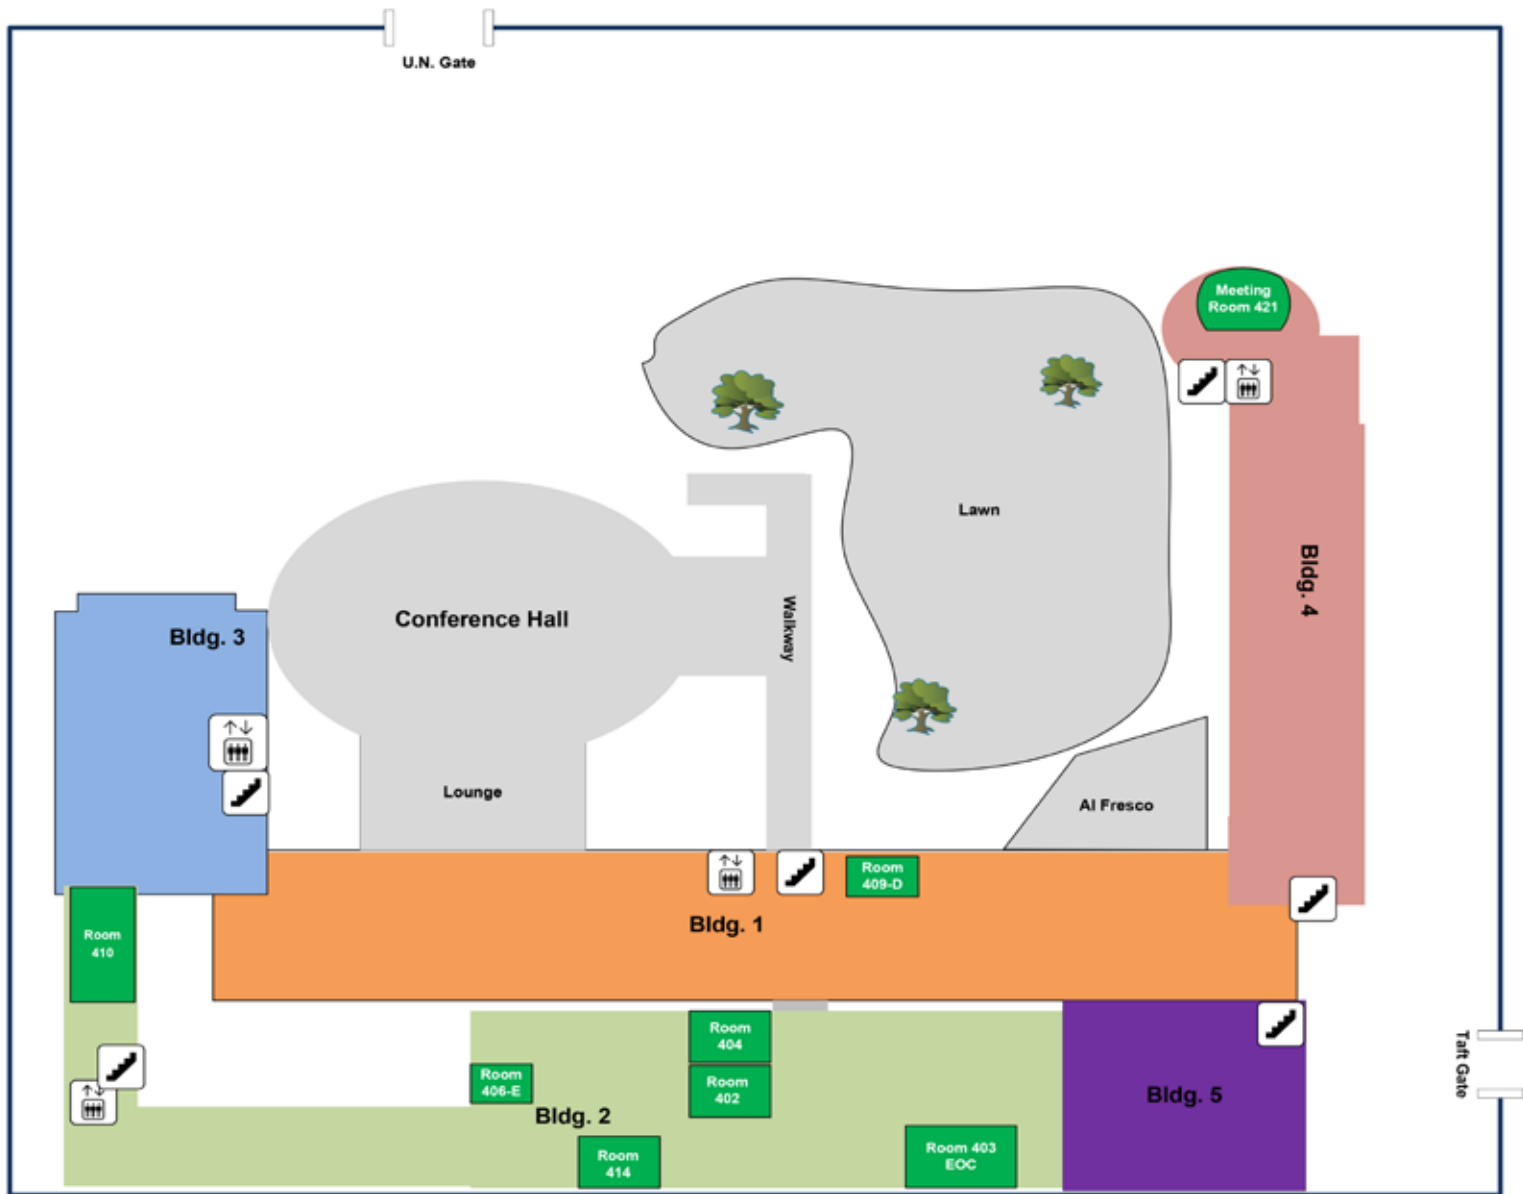 U.N. Gate
Meeting
Room 421
Lawn
Bldg. 4
Conference Hall
Walkway
Bldg. 3
Lounge
Al Fresco
Room
409-D
Bldg. 1
Room
410
Room
404
Room
406-E
Room
402
Bldg. 2
Room
414
Room 403
EOC
Bldg. 5
Taft Gate